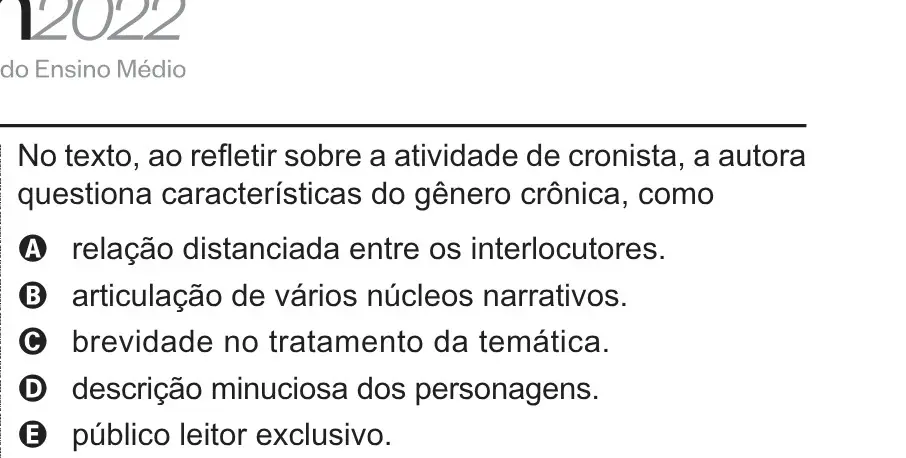 2022
do Ensino Médio
No texto, ao refletir sobre a atividade de cronista, a autora
questiona características do gênero crônica, como
A relação distanciada entre os interlocutores.
B articulação de vários núcleos narrativos.
C brevidade no tratamento da temática.
D descrição minuciosa dos personagens.
E público leitor exclusivo.